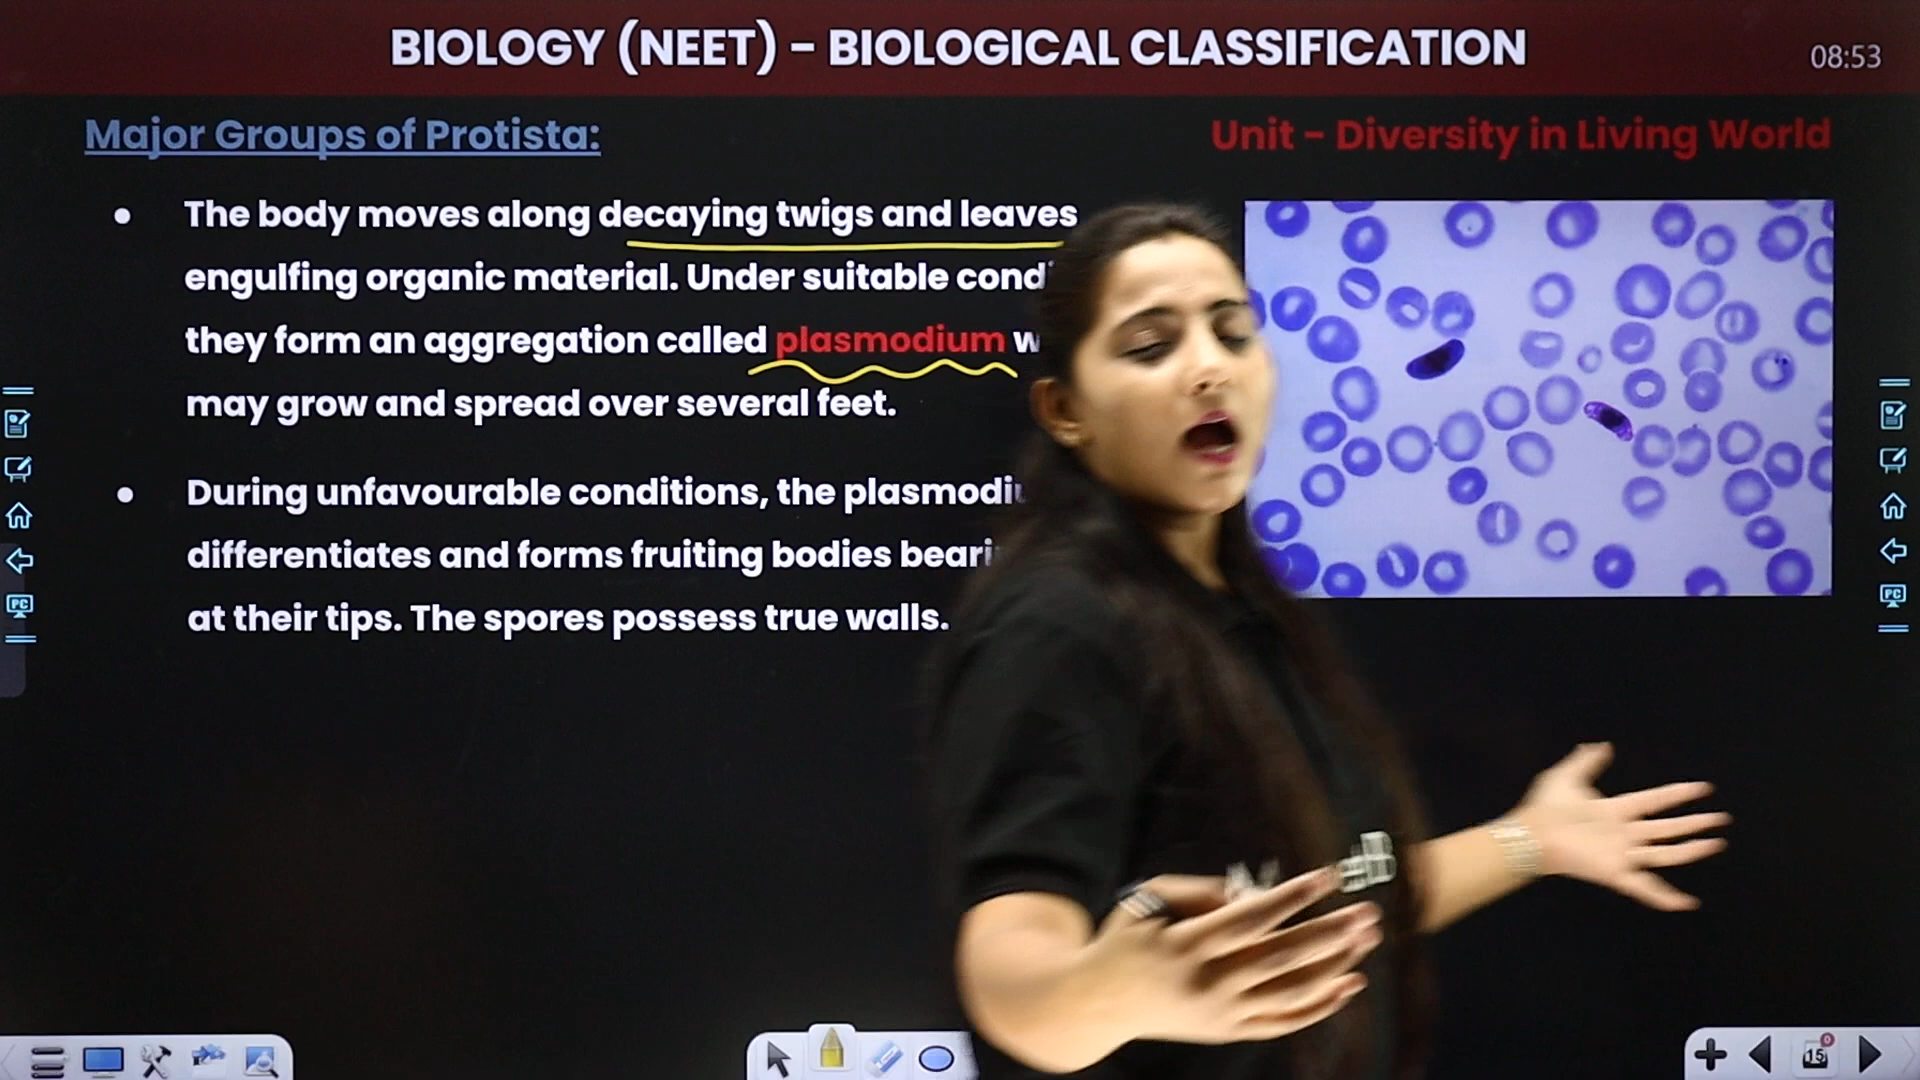 BIOLOGY (NEET) - BIOLOGICAL CLASSIFICATION
08:53
Major Groups of Protista:
Unit - Diversity in Living World
The body moves along decaying twigs and leaves
engulfing organic material. Under suitable
they form an aggregation called plasmodium
may grow and spread over several feet.
During unfavourable conditions, the
differentiates and forms fruiting bodies
at their tips. The spores possess true walls.
PC
PC
15
0